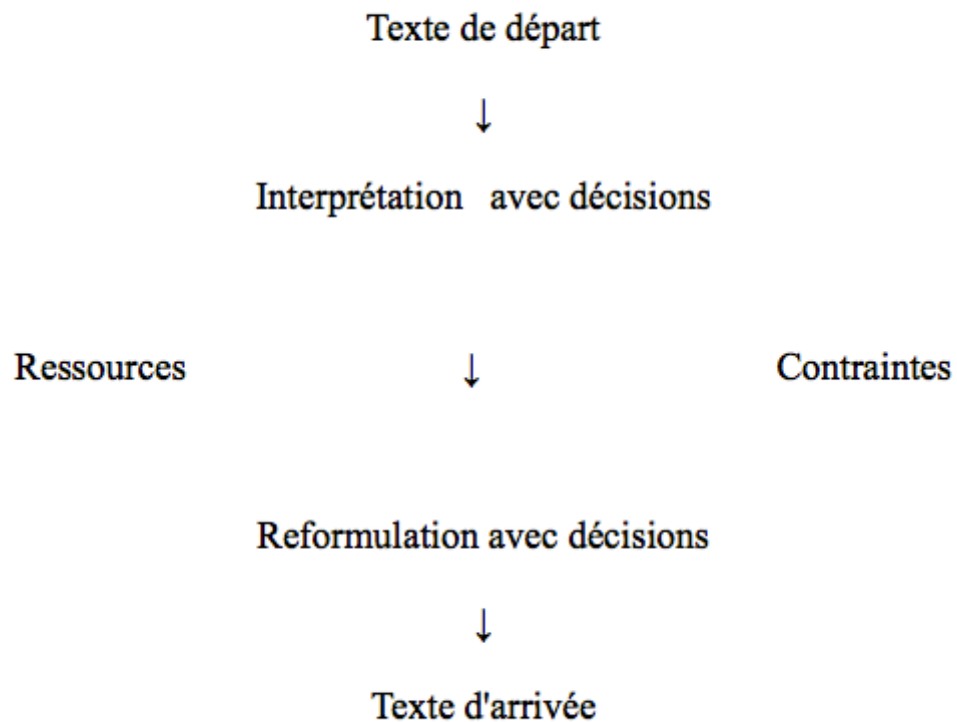 Texte de départ
↓
Interprétation avec décisions
Ressources ↓ Contraintes
Reformulation avec décisions
↓
Texte d'arrivée